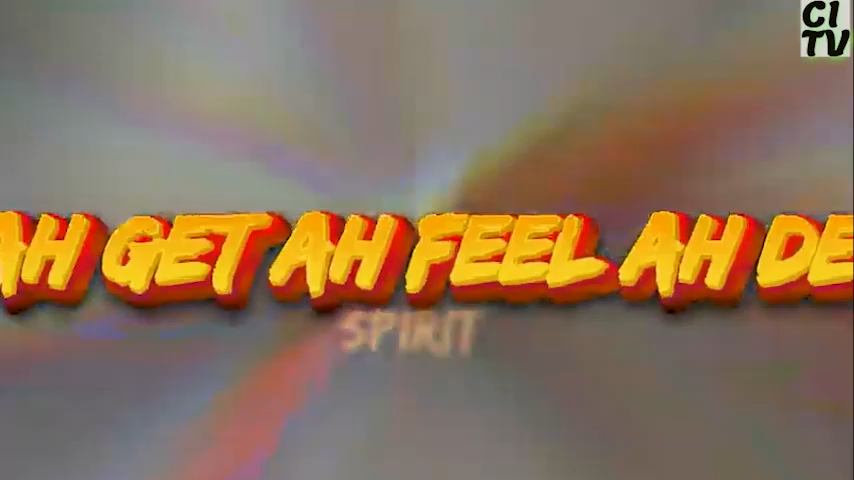 CI
TV
AH GET AH FEEL AH DE
SPIRIT